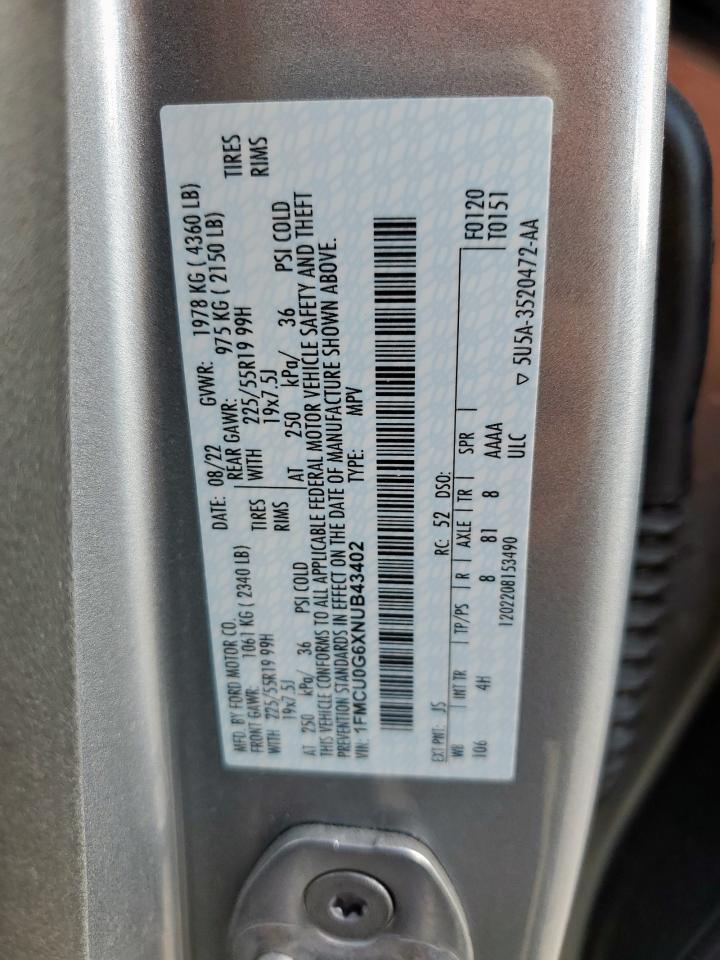 MFD. BY FORD MOTOR CO. DATE: 08/22 GVWR: 1978 KG ( 4360 LB)
FRONT GAWR: 1061 KG ( 2340 LB) REAR GAWR: 975 KG ( 2150 LB)
WITH 225/55R19 99H TIRES WITH 225/55R19 99H TIRES
19x7.5J RIMS 19x7.5J RIMS
AT 250 kPa/ 36 PSI COLD AT 250 kPa/ 36 PSI COLD
THIS VEHICLE CONFORMS TO ALL APPLICABLE FEDERAL MOTOR VEHICLE SAFETY AND THEFT
PREVENTION STANDARDS IN EFFECT ON THE DATE OF MANUFACTURE SHOWN ABOVE.
VIN: 1FMCU0G6XNUB43402 TYPE: MPV
EXT PNT: JS RC: 52 DSO: F0120
WB INT TR TP/PS R AXLE TR SPR T0151
106 4H 8 81 8 AAAA
1202208153490 ULC
▽ 5U5A-3520472-AA